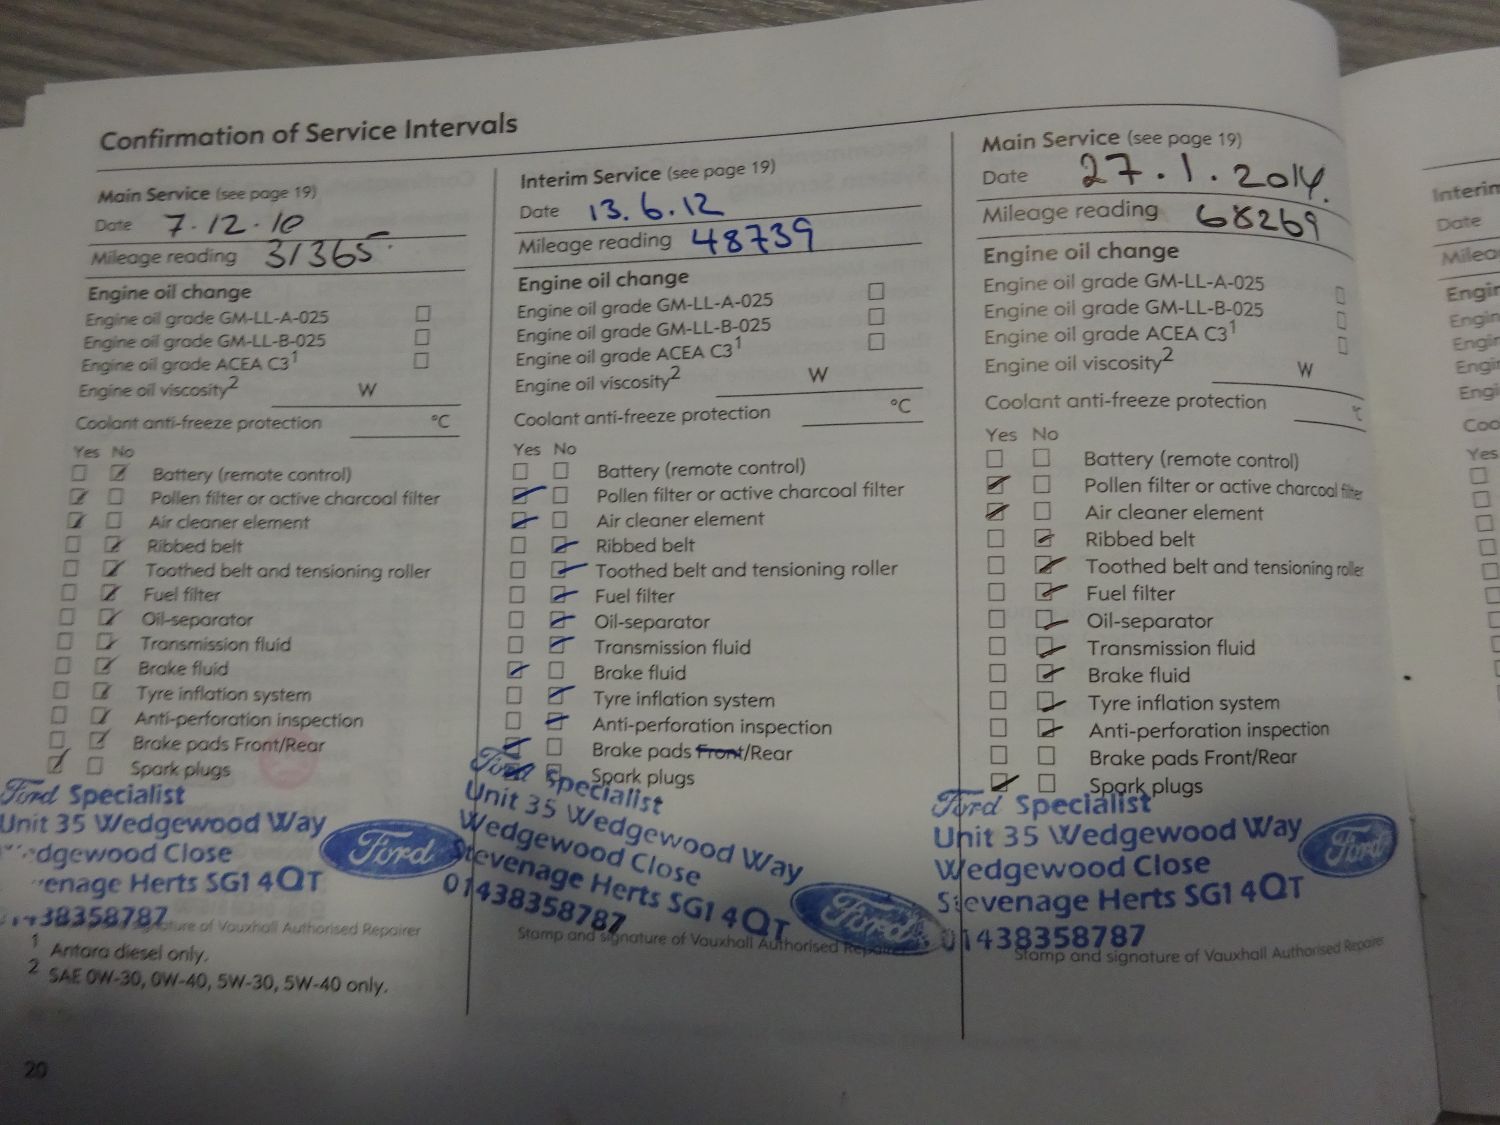 Confirmation of Service Intervals
Main Service (see page 19)
Date 7.12.10
Mileage reading 31365
Engine oil change
Engine oil grade GM-LL-A-025
Engine oil grade GM-LL-B-025
Engine oil grade ACEA C3¹
Engine oil viscosity² W
Coolant anti-freeze protection °C
Yes No
Battery (remote control)
Pollen filter or active charcoal filter
Air cleaner element
Ribbed belt
Toothed belt and tensioning roller
Fuel filter
Oil-separator
Transmission fluid
Brake fluid
Tyre inflation system
Anti-perforation inspection
Brake pads Front/Rear
Spark plugs
Ford Specialist
Unit 35 Wedgewood Way
Close
Herts SG1 4QT
Ford
38358787
of Vauxhall Authorised Repairer
1 Antara diesel only.
2 SAE 0W-30, 0W-40, 5W-30, 5W-40 only.
20
Interim Service (see page 19)
Date 13.6.12
Mileage reading 48739
Engine oil change
Engine oil grade GM-LL-A-025
Engine oil grade GM-LL-B-025
Engine oil grade ACEA C3¹
Engine oil viscosity² W
Coolant anti-freeze protection °C
Yes No
Battery (remote control)
Pollen filter or active charcoal filter
Air cleaner element
Ribbed belt
Toothed belt and tensioning roller
Fuel filter
Oil-separator
Transmission fluid
Brake fluid
Tyre inflation system
Anti-perforation inspection
Brake pads Front/Rear
Spark plugs
Ford Specialist
Unit 35 Wedgewood Way
Wedgewood Close
Stevenage Herts SG1 4QT
01438358787
Ford
Stamp and signature of Vauxhall Authorised Repairer
Main Service (see page 19)
Date 27.1.2014.
Mileage reading 68269
Engine oil change
Engine oil grade GM-LL-A-025
Engine oil grade GM-LL-B-025
Engine oil grade ACEA C3¹
Engine oil viscosity² W
Coolant anti-freeze protection °C
Yes No
Battery (remote control)
Pollen filter or active charcoal filter
Air cleaner element
Ribbed belt
Toothed belt and tensioning roller
Fuel filter
Oil-separator
Transmission fluid
Brake fluid
Tyre inflation system
Anti-perforation inspection
Brake pads Front/Rear
Spark plugs
Ford Specialist
Unit 35 Wedgewood Way
Wedgewood Close
Stevenage Herts SG1 4QT
Ford
01438358787
Stamp and signature of Vauxhall Authorised Repairer
Date
Yes